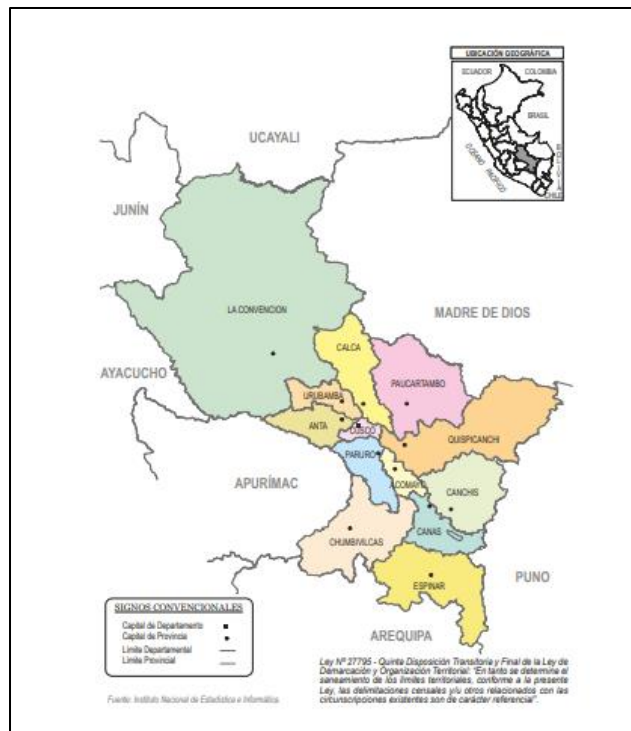 UBICACIÓN GEOGRÁFICA
ECUADOR
COLOMBIA
BRASIL
BOLIVIA
OCÉANO PACÍFICO
CHILE
UCAYALI
JUNÍN
LA CONVENCION
MADRE DE DIOS
CALCA
AYACUCHO
PAUCARTAMBO
URUBAMBA
ANTA
CUSCO
QUISPICANCHI
PARURO
ACOMAYO
APURÍMAC
CANCHIS
CANAS
CHUMBIVILCAS
PUNO
ESPINAR
AREQUIPA
SIGNOS CONVENCIONALES
Capital de Departamento
Capital de Provincia
Límite Departamental
Límite Provincial
Fuente: Instituto Nacional de Estadística e Informática.
Ley Nº 27795 - Quinta Disposición Transitoria y Final de la Ley de
Demarcación y Organización Territorial: "En tanto se determine el
saneamiento de los límites territoriales, conforme a la presente
Ley, las delimitaciones censales y/u otros relacionados con las
circunscripciones existentes son de carácter referencial".